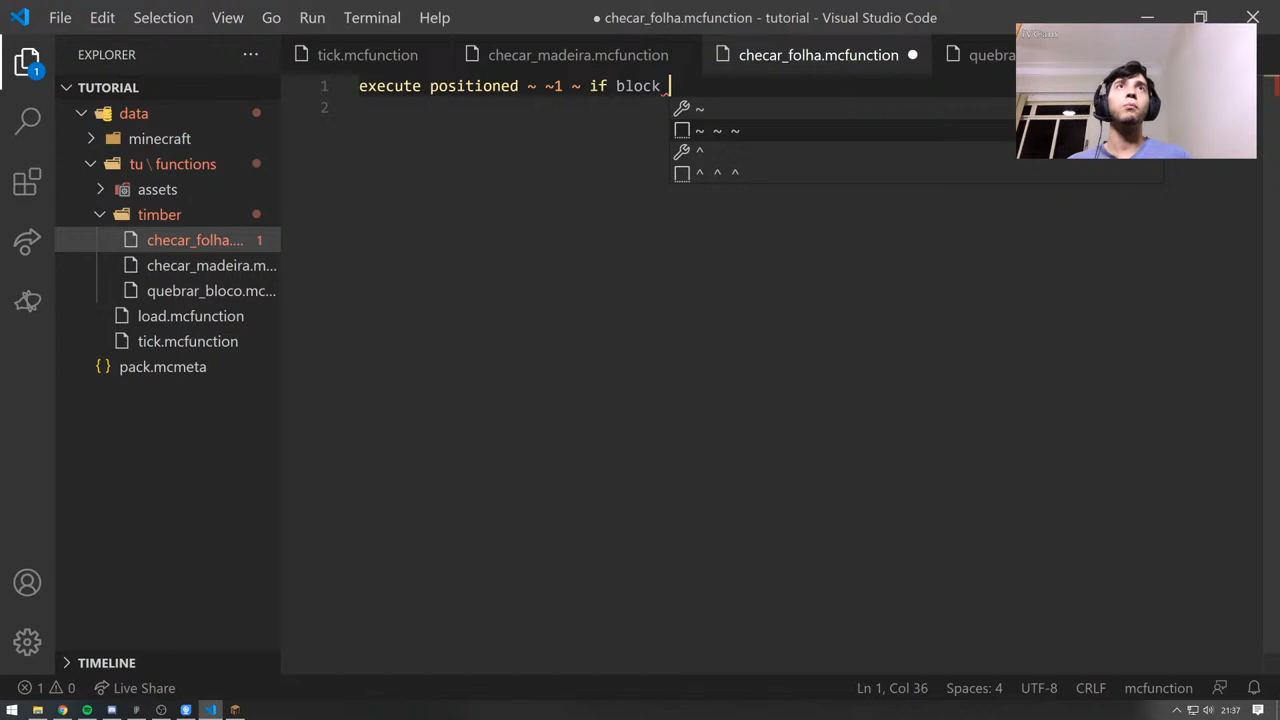 File Edit Selection View Go Run Terminal Help
● checar_folha.mcfunction - tutorial - Visual Studio Code
iVCam
EXPLORER
tick.mcfunction
checar_madeira.mcfunction
checar_folha.mcfunction
quebra
1
TUTORIAL
data
minecraft
tu \ functions
assets
timber
checar_folha.... 1
checar_madeira.m...
quebrar_bloco.mc...
load.mcfunction
tick.mcfunction
pack.mcmeta
1 execute positioned ~ ~1 ~ if block
2
~
~ ~ ~
^
^ ^ ^
TIMELINE
1 0 Live Share
Ln 1, Col 36 Spaces: 4 UTF-8 CRLF mcfunction
21:37